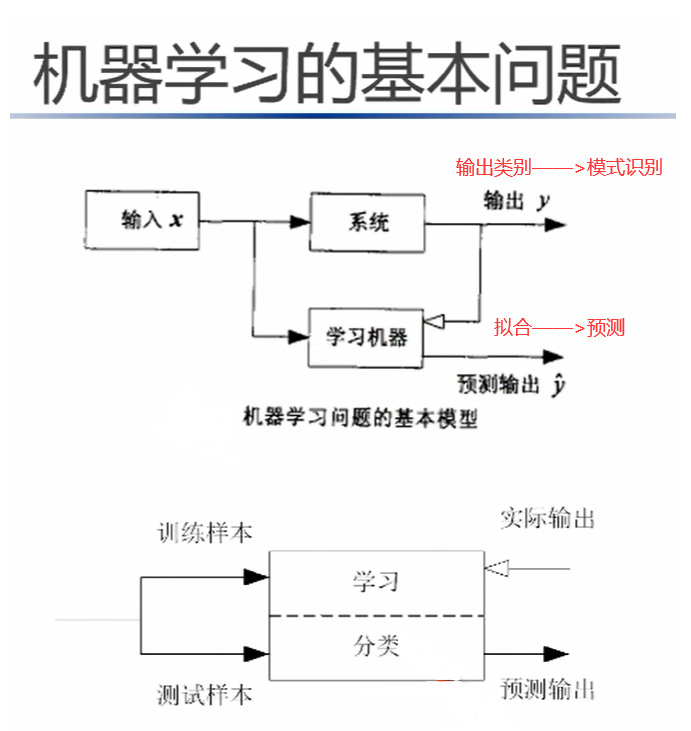 机器学习的基本问题
输出类别——>模式识别
输入 x
系统
输出 y
学习机器
拟合——>预测
预测输出 ŷ
机器学习问题的基本模型
训练样本
实际输出
学习
分类
测试样本
预测输出